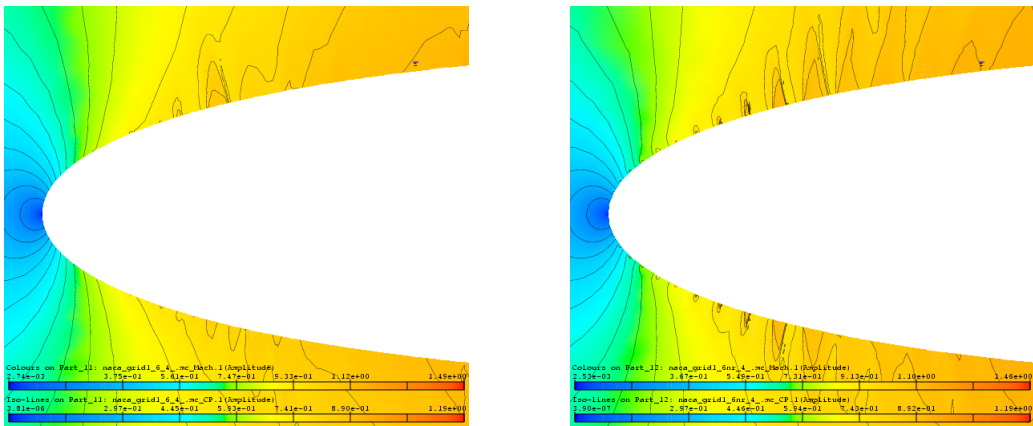 Colours on Part_11: naca_grid1_6_4_.mc_Mach.1(Amplitude)
2.74e-03 3.75e-01 5.61e-01 7.47e-01 9.33e-01 1.12e+00 1.49e+00
Iso-Lines on Part_11: naca_grid1_6_4_.mc_CP.1(Amplitude)
3.81e-06 2.97e-01 4.45e-01 5.93e-01 7.41e-01 8.90e-01 1.19e+00
Colours on Part_12: naca_grid1_6nr_4_.mc_Mach.1(Amplitude)
2.53e-03 3.67e-01 5.49e-01 7.31e-01 9.13e-01 1.10e+00 1.46e+00
Iso-Lines on Part_12: naca_grid1_6nr_4_.mc_CP.1(Amplitude)
3.90e-07 2.97e-01 4.46e-01 5.94e-01 7.43e-01 8.92e-01 1.19e+00